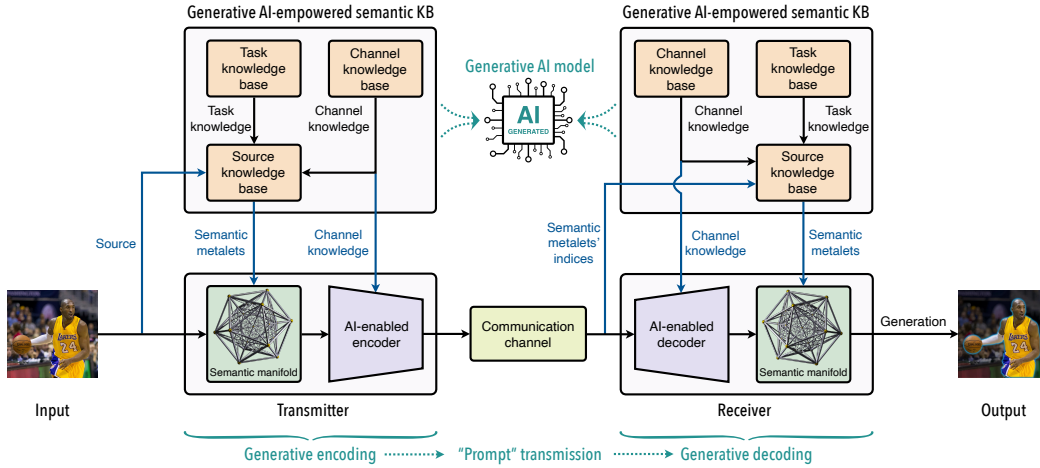 Generative AI-empowered semantic KB
Generative AI-empowered semantic KB
Task
knowledge
base
Channel
knowledge
base
Task
knowledge
Channel
knowledge
Source
knowledge
base
Generative AI model
AI
GENERATED
Channel
knowledge
base
Task
knowledge
base
Channel
knowledge
Task
knowledge
Source
knowledge
base
Source
Semantic
metalets
Channel
knowledge
Semantic
metalets'
indices
Channel
knowledge
Semantic
metalets
LAKERS
24
Semantic manifold
AI-enabled
encoder
Communication
channel
AI-enabled
decoder
Semantic manifold
Generation
LAKERS
24
Input
Transmitter
Receiver
Output
Generative encoding
"Prompt" transmission
Generative decoding